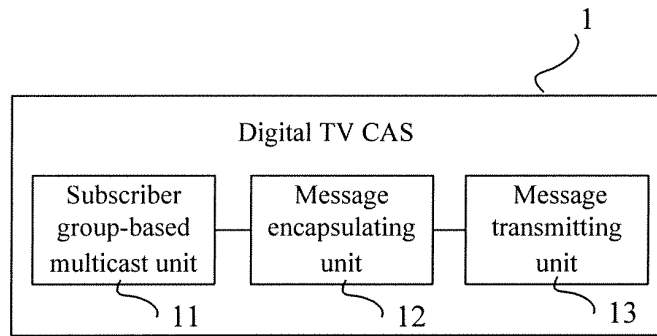 1
Digital TV CAS
Subscriber
group-based
multicast unit
Message
encapsulating
unit
Message
transmitting
unit
11
12
13